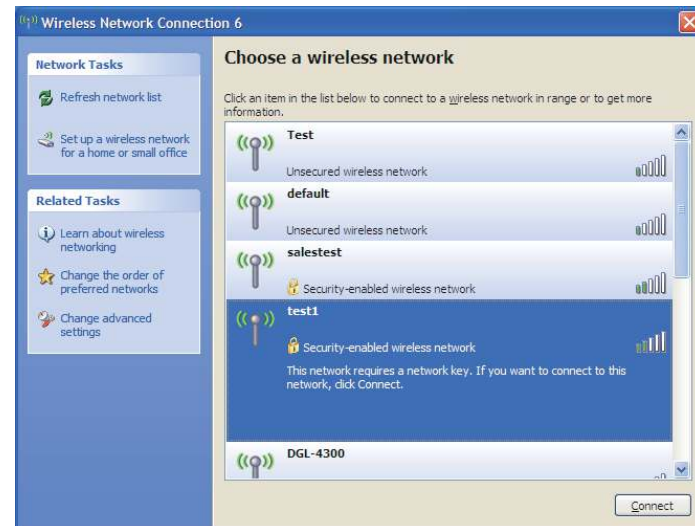 Wireless Network Connection 6
Network Tasks
Refresh network list
Set up a wireless network
for a home or small office
Related Tasks
Learn about wireless
networking
Change the order of
preferred networks
Change advanced
settings
Choose a wireless network
Click an item in the list below to connect to a wireless network in range or to get more
information.
Test
Unsecured wireless network
default
Unsecured wireless network
salestest
Security-enabled wireless network
test1
Security-enabled wireless network
This network requires a network key. If you want to connect to this
network, click Connect.
DGL-4300
Connect